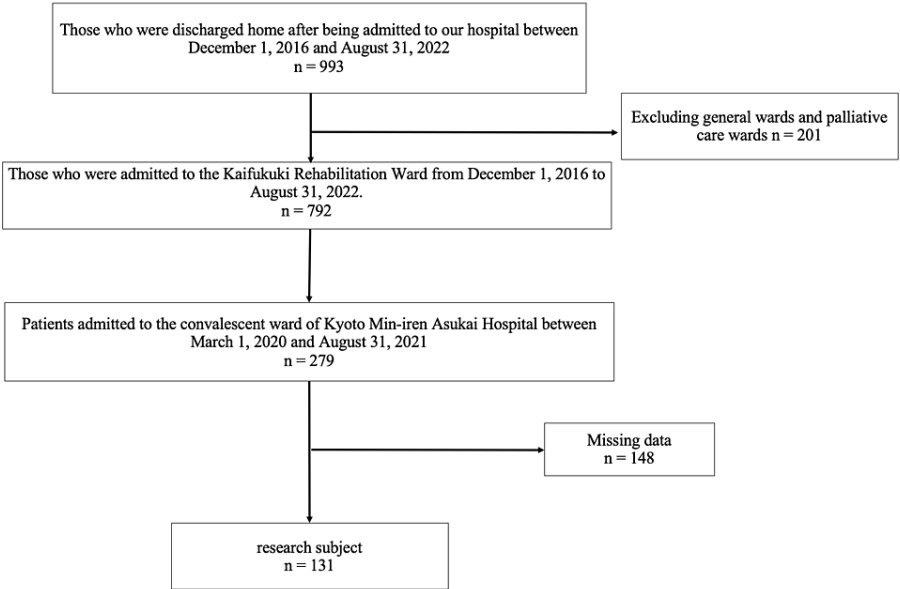 Those who were discharged home after being admitted to our hospital between
December 1, 2016 and August 31, 2022
n = 993
Excluding general wards and palliative
care wards n = 201
Those who were admitted to the Kaifukuki Rehabilitation Ward from December 1, 2016 to
August 31, 2022.
n = 792
Patients admitted to the convalescent ward of Kyoto Min-iren Asukai Hospital between
March 1, 2020 and August 31, 2021
n = 279
Missing data
n = 148
research subject
n = 131